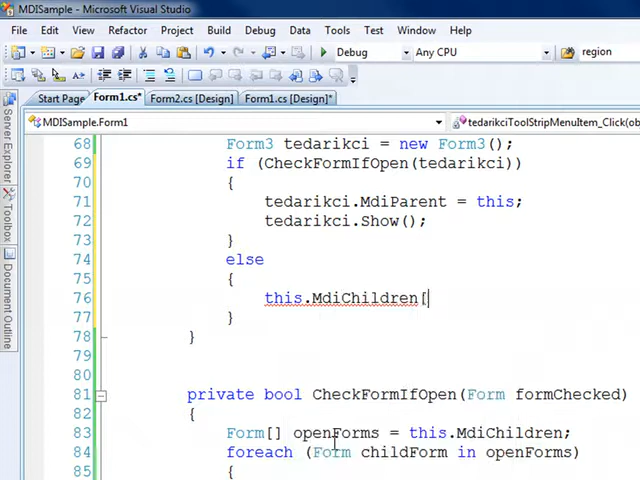 MDISample - Microsoft Visual Studio
File Edit View Refactor Project Build Debug Data Tools Test Window Help
Debug Any CPU region
Start Page Form1.cs* Form2.cs [Design] Form1.cs [Design]*
MDISample.Form1 tedarikciToolStripMenuItem_Click(ob
Server Explorer
Toolbox
Document Outline
68 Form3 tedarikci = new Form3();
69 if (CheckFormIfOpen(tedarikci))
70 {
71 tedarikci.MdiParent = this;
72 tedarikci.Show();
73 }
74 else
75 {
76 this.MdiChildren[
77 }
78 }
79
80
81 private bool CheckFormIfOpen(Form formChecked)
82 {
83 Form[] openForms = this.MdiChildren;
84 foreach (Form childForm in openForms)
85 {